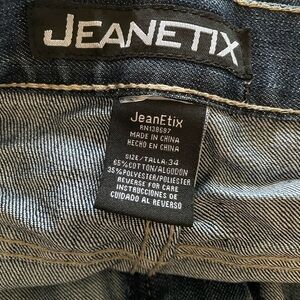 JEANETIX
JeanEtix
RN139687
MADE IN CHINA
HECHO EN CHINA
SIZE/TALLA:34
65%COTTON/ALGODON
35%POLYESTER/POLIESTER
REVERSE FOR CARE
INSTRUCCIONES DE
CUIDADO AL REVERSO